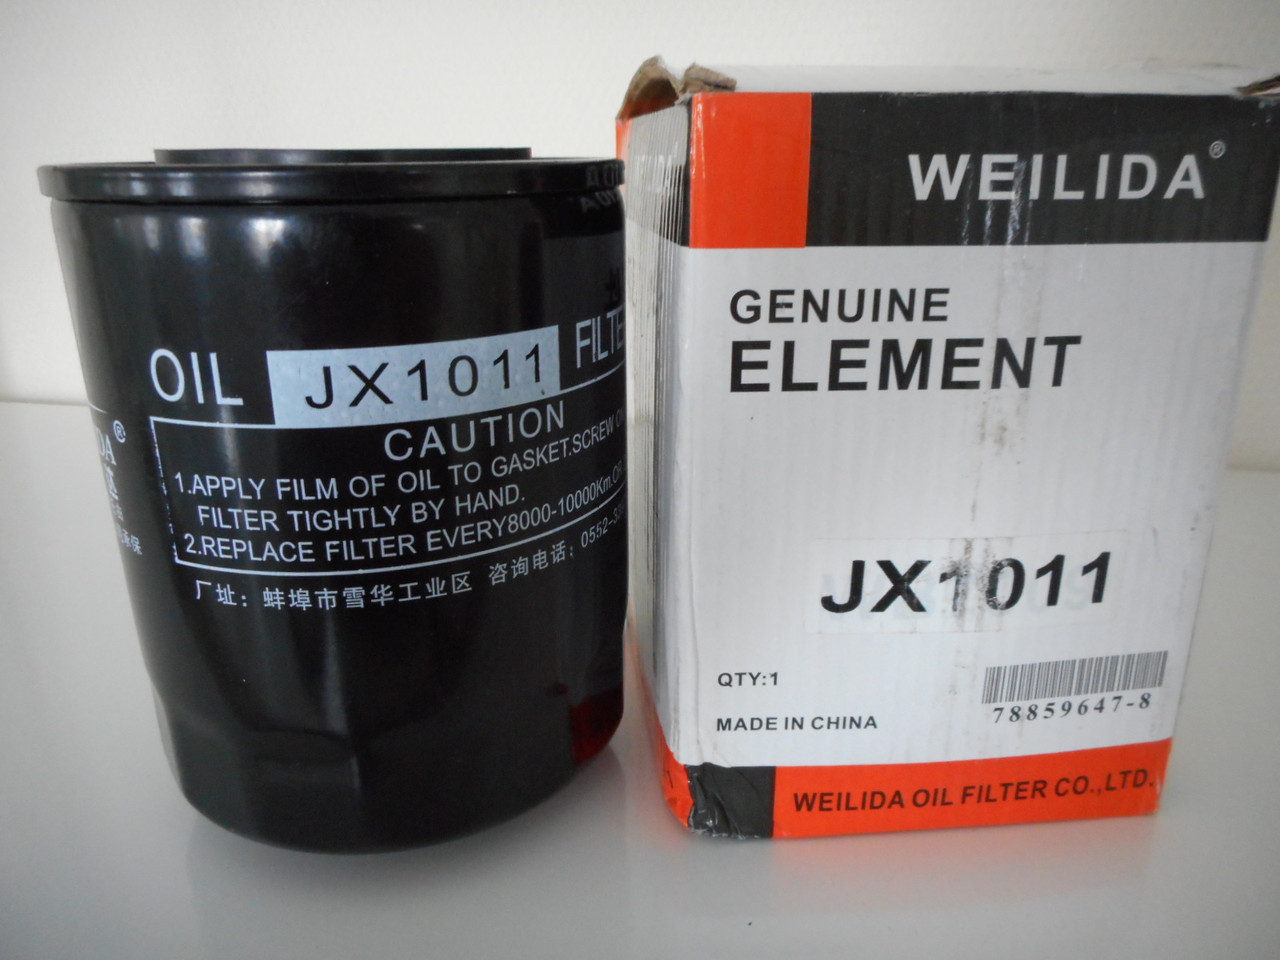 OIL JX1011 FILTE
CAUTION
1.APPLY FILM OF OIL TO GASKET.SCREW
FILTER TIGHTLY BY HAND.
2.REPLACE FILTER EVERY8000-10000Km.
厂址：蚌埠市雪华工业区 咨询电话：0552-
承保
WEILIDA®
GENUINE
ELEMENT
JX1011
QTY:1
MADE IN CHINA
78859647-8
WEILIDA OIL FILTER CO.,LTD.